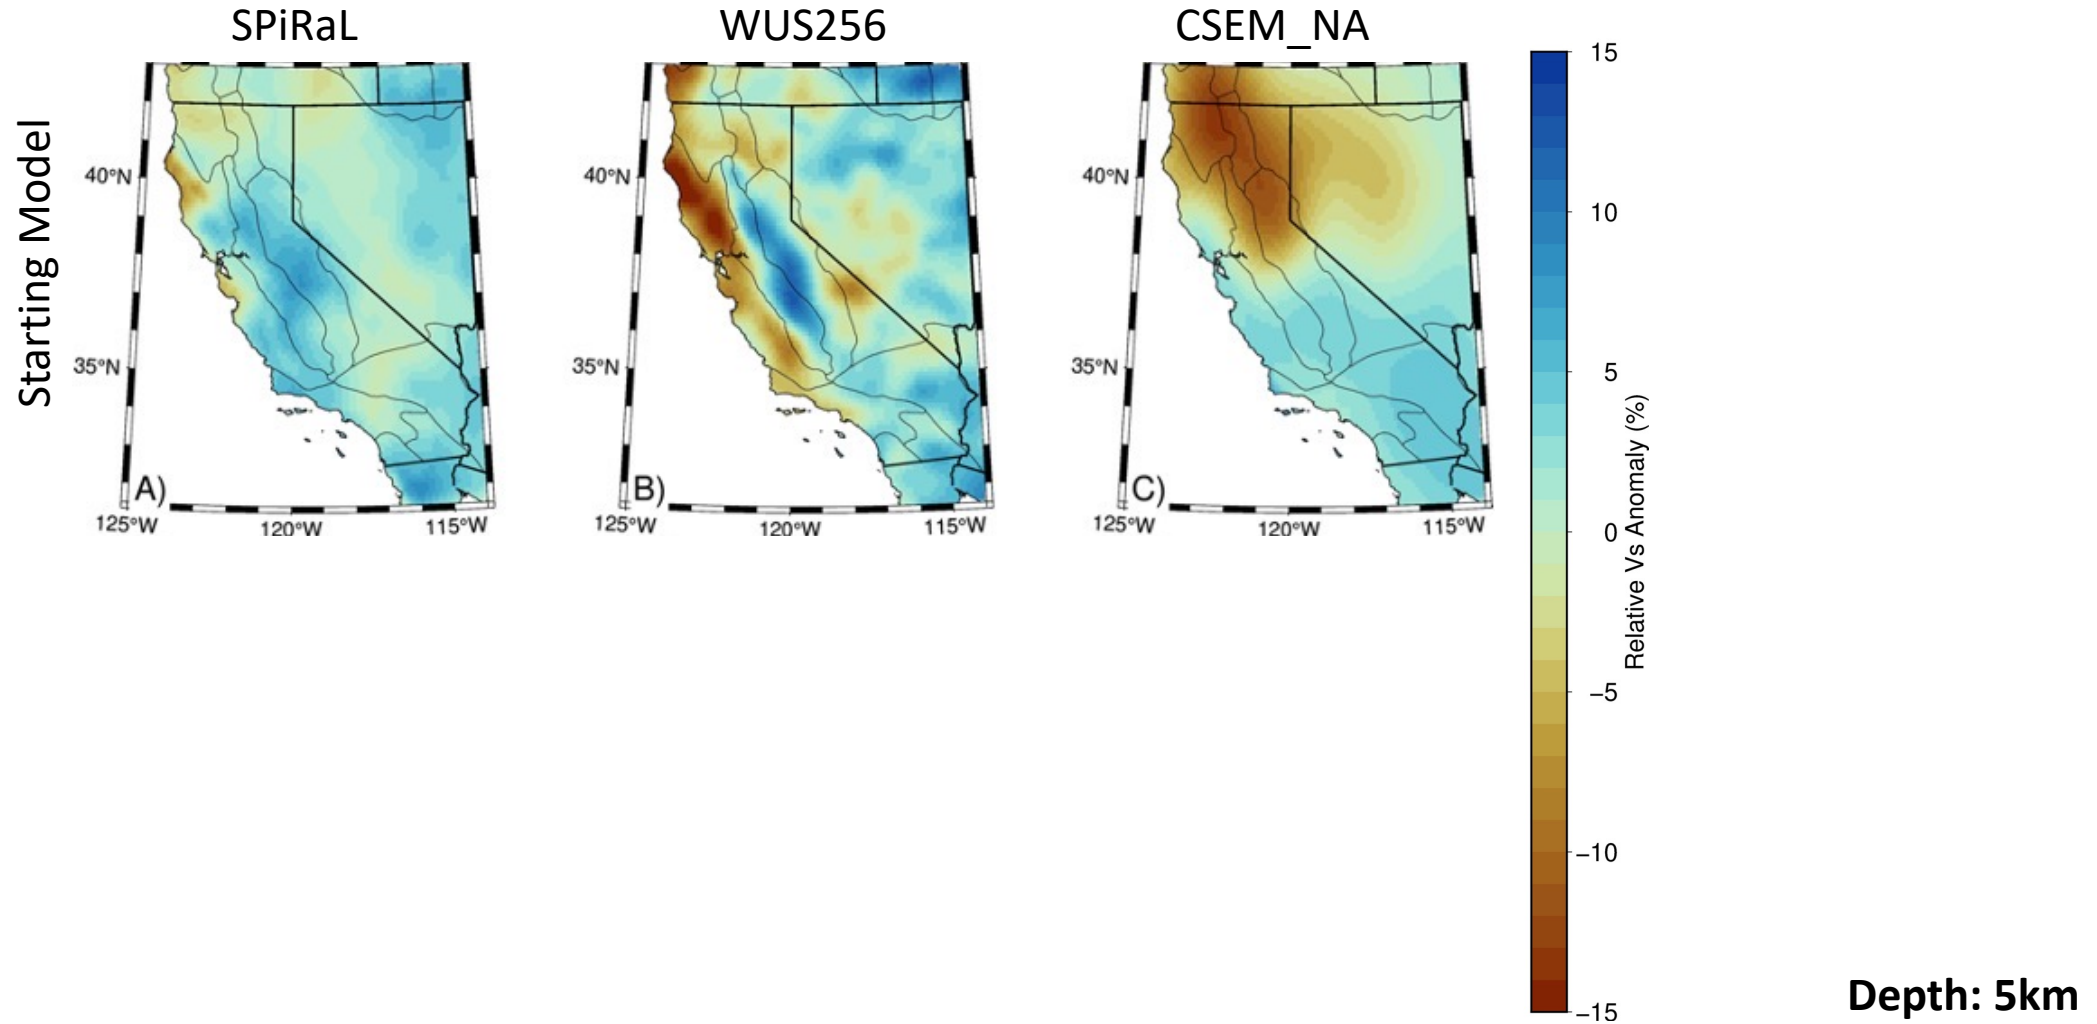 SPiRaL
WUS256
CSEM_NA
Starting Model
40°N
35°N
A)
125°W
120°W
115°W
40°N
35°N
B)
125°W
120°W
115°W
40°N
35°N
C)
125°W
120°W
115°W
15
10
5
0
−5
−10
−15
Relative Vs Anomaly (%)
Depth: 5km